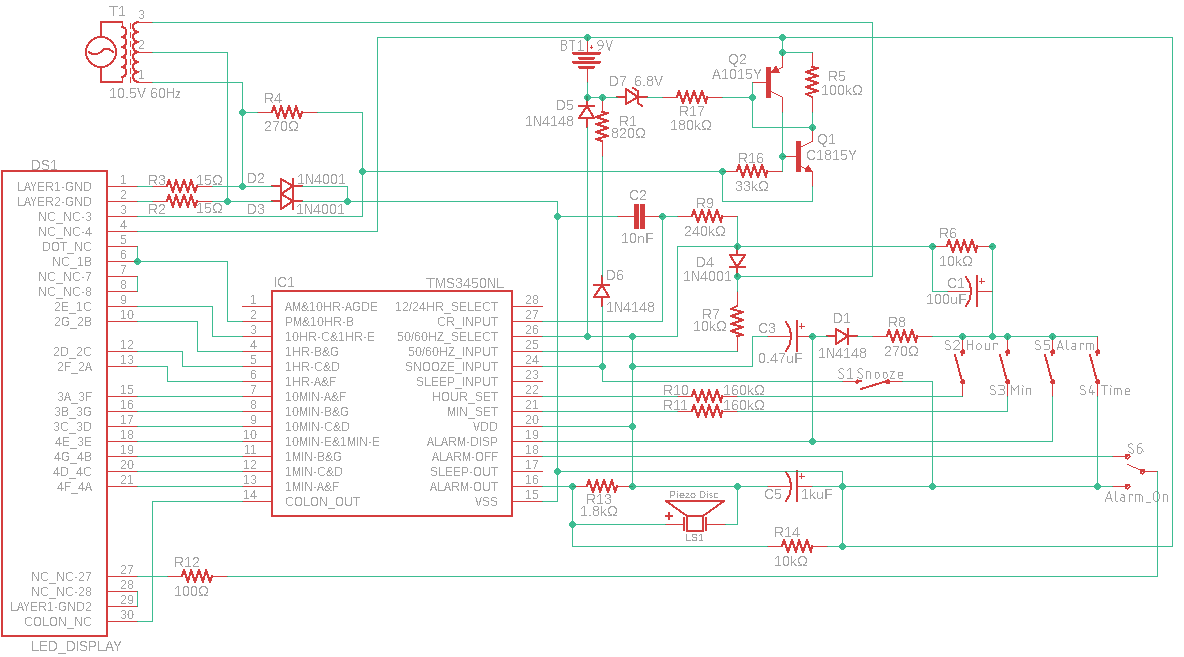 T1
3
2
1
10.5V 60Hz
R4
270Ω
BT1 + 9V
D7 6.8V
D5
1N4148
R1
820Ω
R17
180kΩ
Q2
A1015Y
R5
100kΩ
Q1
C1815Y
R16
33kΩ
DS1
LAYER1-GND 1
LAYER2-GND 2
NC_NC-3 3
NC_NC-4 4
DOT_NC 5
NC_1B 6
NC_NC-7 7
NC_NC-8 8
2E_1C 9
2G_2B 10
2D_2C 12
2F_2A 13
3A_3F 15
3B_3G 16
3C_3D 17
4E_3E 18
4G_4B 19
4D_4C 20
4F_4A 21
NC_NC-27 27
NC_NC-28 28
LAYER1-GND2 29
COLON_NC 30
LED_DISPLAY
R3 15Ω
R2 15Ω
D2 1N4001
D3 1N4001
R12
100Ω
IC1 TMS3450NL
1 AM&10HR-AGDE 12/24HR_SELECT 28
2 PM&10HR-B CR_INPUT 27
3 10HR-C&1HR-E 50/60HZ_SELECT 26
4 1HR-B&G 50/60HZ_INPUT 25
5 1HR-C&D SNOOZE_INPUT 24
6 1HR-A&F SLEEP_INPUT 23
7 10MIN-A&F HOUR_SET 22
8 10MIN-B&G MIN_SET 21
9 10MIN-C&D VDD 20
10 10MIN-E&1MIN-E ALARM-DISP 19
11 1MIN-B&G ALARM-OFF 18
12 1MIN-C&D SLEEP-OUT 17
13 1MIN-A&F ALARM-OUT 16
14 COLON_OUT VSS 15
C2
10nF
R9
240kΩ
D4
1N4001
D6
1N4148
R7
10kΩ
C3 +
0.47uF
D1
1N4148
R8
270Ω
R6
10kΩ
C1 +
100uF
S1 Snooze
S2 Hour
S3 Min
S5 Alarm
S4 Time
R10 160kΩ
R11 160kΩ
S6
Alarm_On
R13
1.8kΩ
Piezo Disc
+
LS1
C5 +
1kuF
R14
10kΩ